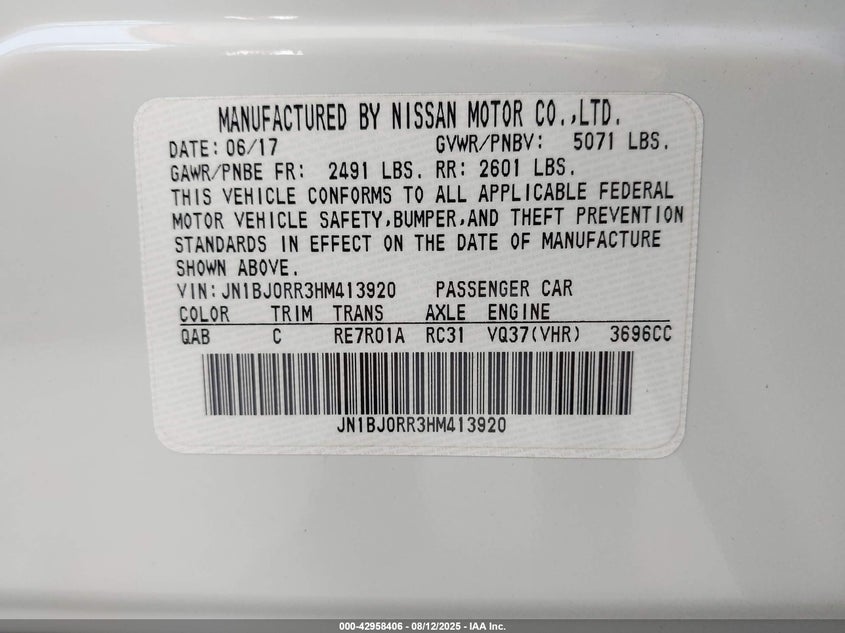 MANUFACTURED BY NISSAN MOTOR CO.,LTD.
DATE: 06/17 GVWR/PNBV: 5071 LBS.
GAWR/PNBE FR: 2491 LBS. RR: 2601 LBS.
THIS VEHICLE CONFORMS TO ALL APPLICABLE FEDERAL
MOTOR VEHICLE SAFETY,BUMPER,AND THEFT PREVENTION
STANDARDS IN EFFECT ON THE DATE OF MANUFACTURE
SHOWN ABOVE.
VIN: JN1BJ0RR3HM413920 PASSENGER CAR
COLOR TRIM TRANS AXLE ENGINE
QAB C RE7R01A RC31 VQ37(VHR) 3696CC
JN1BJ0RR3HM413920
000-42958406 - 08/12/2025 - IAA Inc.